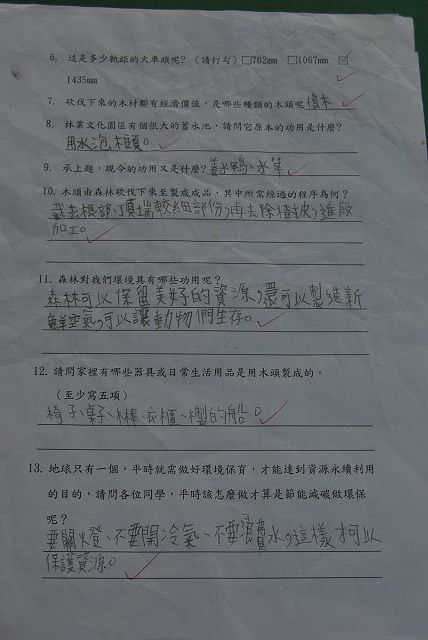 6. 這是多少軌距的火車頭呢?(請打勾)□762mm □1067mm ☑
1435mm
7. 砍伐下來的木材都有經濟價值,是哪些種類的木頭呢 檜木
8. 林業文化園區有個很大的蓄水池,請問它原本的功用是什麼?
用水泡木頭。
9. 承上題,現今的功用又是什麼?養水鴨、水筆
10. 木頭由森林砍伐下來至製成成品,其中所需經過的程序為何?
裁去根部、頂端較細部份,再去除樹皮,進廠
加工。
11. 森林對我們環境具有哪些功用呢?
森林可以保留美好的資源,還可以製造新
鮮空氣,可以讓動物們生存。
12. 請問家裡有哪些器具或日常生活用品是用木頭製成的。
(至少寫五項)
椅子、桌子、木棒、衣櫃、木製的船。
13. 地球只有一個,平時就需做好環境保育,才能達到資源永續利用
的目的,請問各位同學,平時該怎麼做才算是節能減碳做環保
呢?
要關火燈、不要開冷氣、不要浪費水,這樣才可以
保護資源。